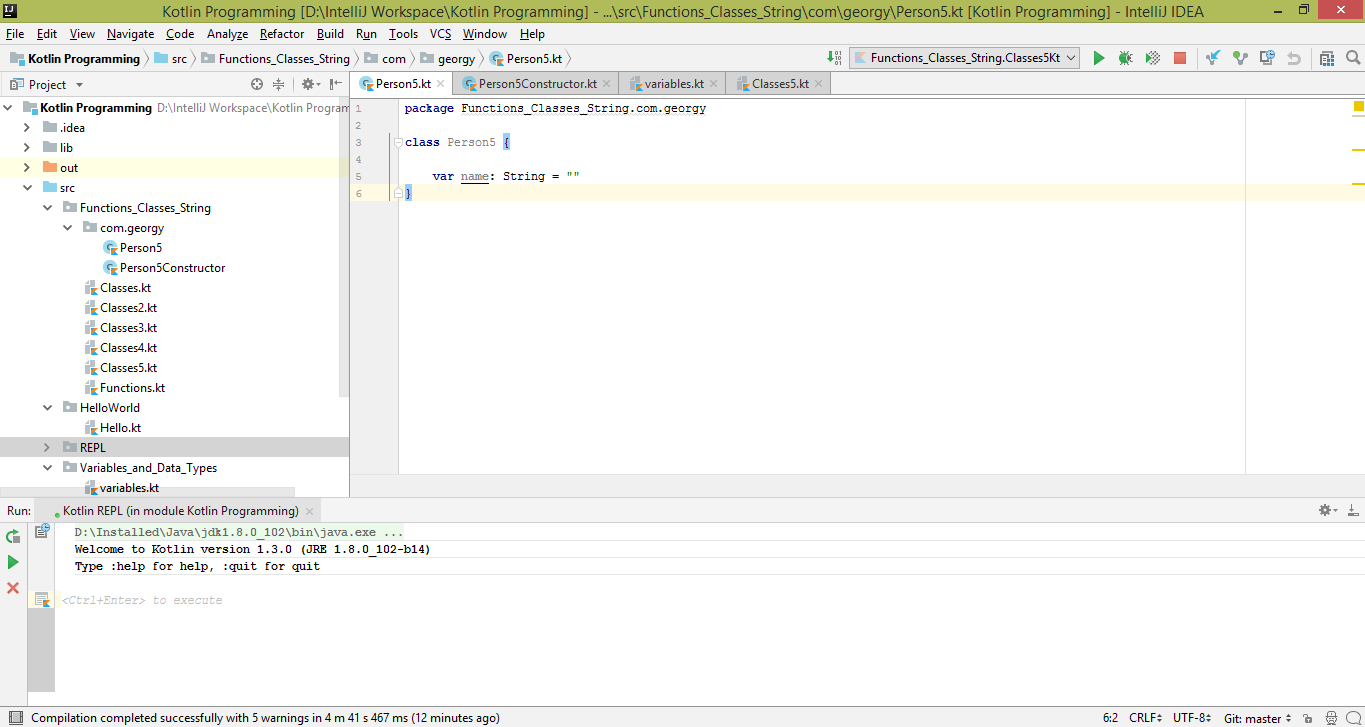 Kotlin Programming [D:\IntelliJ Workspace\Kotlin Programming] - ...\src\Functions_Classes_String\com\georgy\Person5.kt [Kotlin Programming] - IntelliJ IDEA
File Edit View Navigate Code Analyze Refactor Build Run Tools VCS Window Help
Kotlin Programming src Functions_Classes_String com georgy Person5.kt Functions_Classes_String.Classes5Kt
Project Person5.kt Person5Constructor.kt variables.kt Classes5.kt
Kotlin Programming D:\IntelliJ Workspace\Kotlin Program
.idea
lib
out
src
Functions_Classes_String
com.georgy
Person5
Person5Constructor
Classes.kt
Classes2.kt
Classes3.kt
Classes4.kt
Classes5.kt
Functions.kt
HelloWorld
Hello.kt
REPL
Variables_and_Data_Types
variables.kt
1 package Functions_Classes_String.com.georgy
2
3 class Person5 {
4
5 var name: String = ""
6 }
Run: Kotlin REPL (in module Kotlin Programming)
D:\Installed\Java\jdk1.8.0_102\bin\java.exe ...
Welcome to Kotlin version 1.3.0 (JRE 1.8.0_102-b14)
Type :help for help, :quit for quit
<Ctrl+Enter> to execute
Compilation completed successfully with 5 warnings in 4 m 41 s 467 ms (12 minutes ago) 6:2 CRLF UTF-8 Git: master